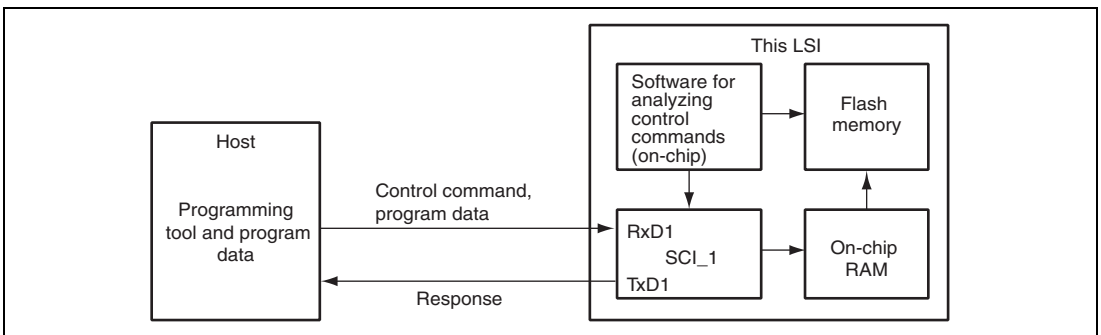 This LSI
Software for
analyzing
control
commands
(on-chip)
Flash
memory
Host
Programming
tool and program
data
Control command,
program data
Response
RxD1
SCI_1
TxD1
On-chip
RAM